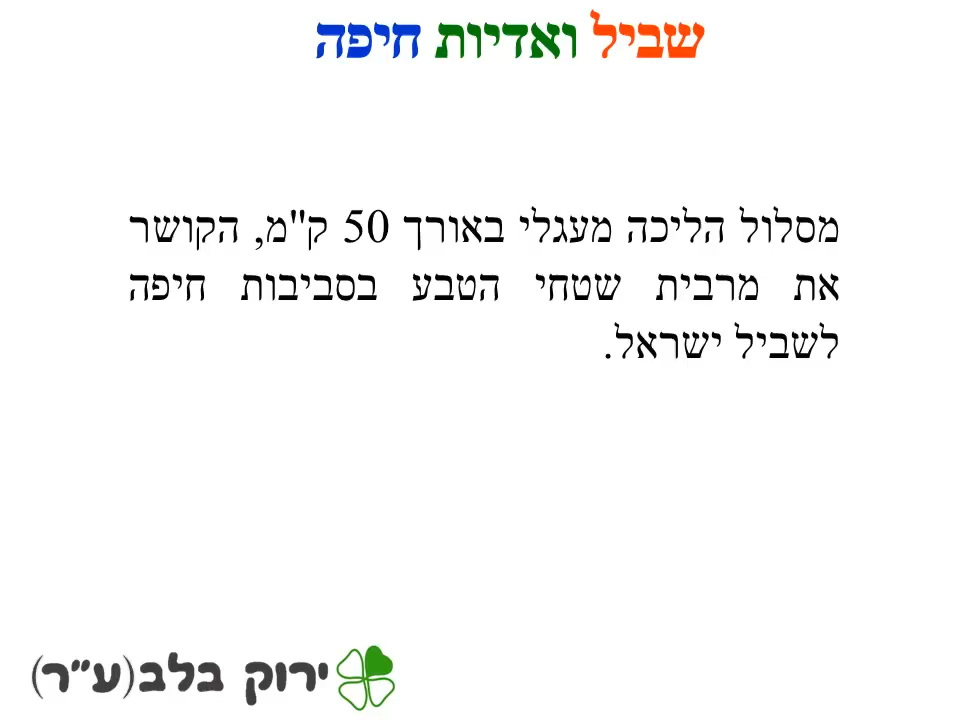 שביל ואדיות חיפה
מסלול הליכה מעגלי באורך 50 ק"מ, הקושר
את מרבית שטחי הטבע בסביבות חיפה
לשביל ישראל.
ירוק בלב(ע"ר)